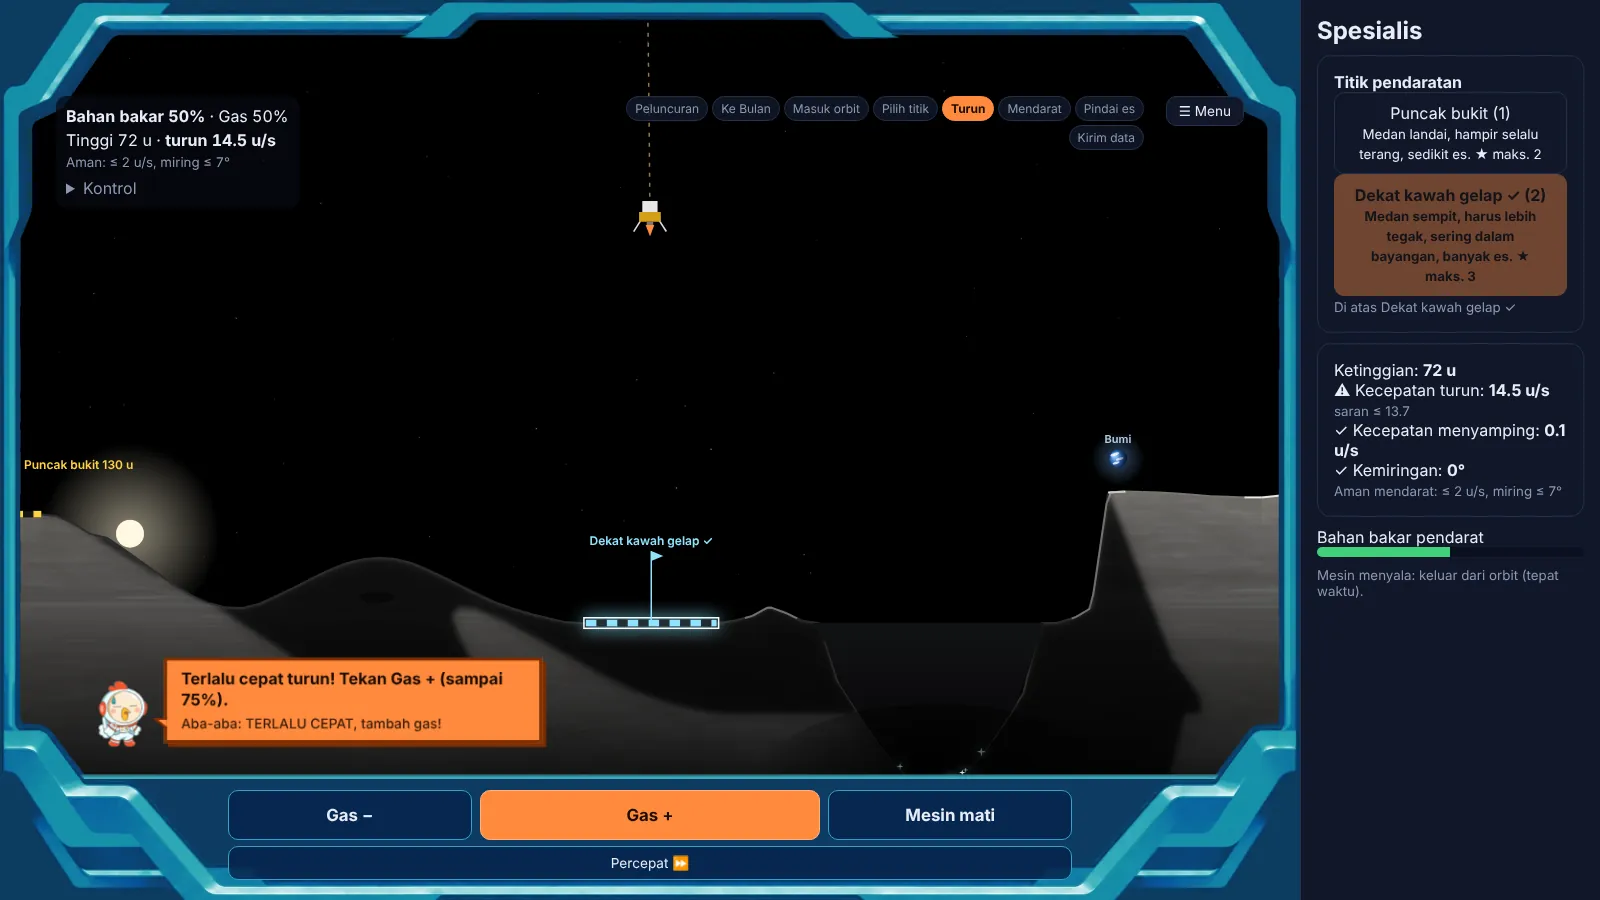 Bahan bakar 50% · Gas 50%
Tinggi 72 u · turun 14.5 u/s
Aman: ≤ 2 u/s, miring ≤ 7°
▶ Kontrol
Peluncuran
Ke Bulan
Masuk orbit
Pilih titik
Turun
Mendarat
Pindai es
Kirim data
☰ Menu
Puncak bukit 130 u
Bumi
Dekat kawah gelap ✓
Terlalu cepat turun! Tekan Gas + (sampai
75%).
Aba-aba: TERLALU CEPAT, tambah gas!
Gas −
Gas +
Mesin mati
Percepat ⏩
Spesialis
Titik pendaratan
Puncak bukit (1)
Medan landai, hampir selalu
terang, sedikit es. ★ maks. 2
Dekat kawah gelap ✓ (2)
Medan sempit, harus lebih
tegak, sering dalam
bayangan, banyak es. ★
maks. 3
Di atas Dekat kawah gelap ✓
Ketinggian: 72 u
⚠ Kecepatan turun: 14.5 u/s
saran ≤ 13.7
✓ Kecepatan menyamping: 0.1
u/s
✓ Kemiringan: 0°
Aman mendarat: ≤ 2 u/s, miring ≤ 7°
Bahan bakar pendarat
Mesin menyala: keluar dari orbit (tepat
waktu).